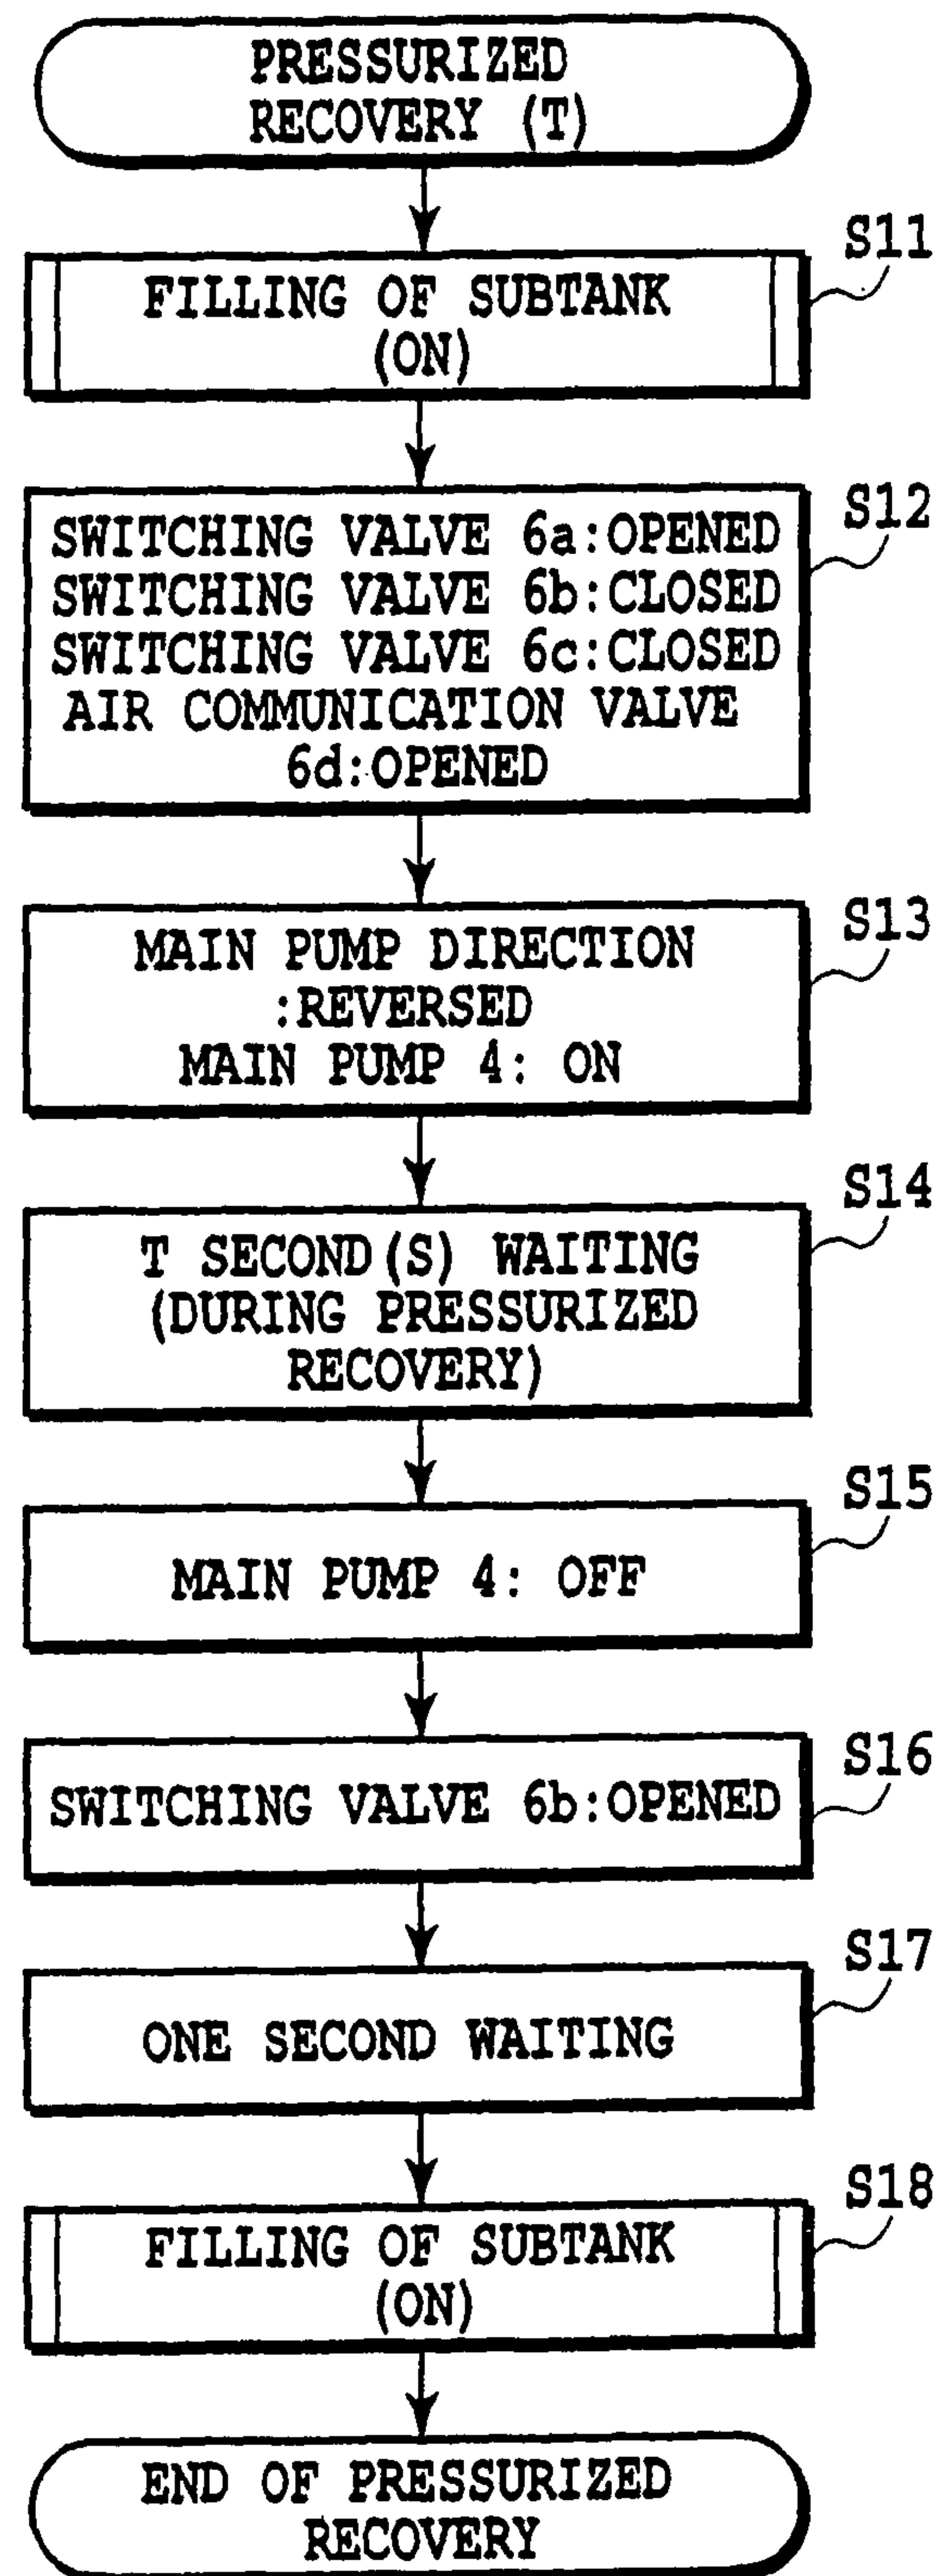 PRESSURIZED
RECOVERY (T)
S11
FILLING OF SUBTANK
(ON)
S12
SWITCHING VALVE 6a:OPENED
SWITCHING VALVE 6b:CLOSED
SWITCHING VALVE 6c:CLOSED
AIR COMMUNICATION VALVE
6d:OPENED
S13
MAIN PUMP DIRECTION
:REVERSED
MAIN PUMP 4: ON
S14
T SECOND(S) WAITING
(DURING PRESSURIZED
RECOVERY)
S15
MAIN PUMP 4: OFF
S16
SWITCHING VALVE 6b:OPENED
S17
ONE SECOND WAITING
S18
FILLING OF SUBTANK
(ON)
END OF PRESSURIZED
RECOVERY